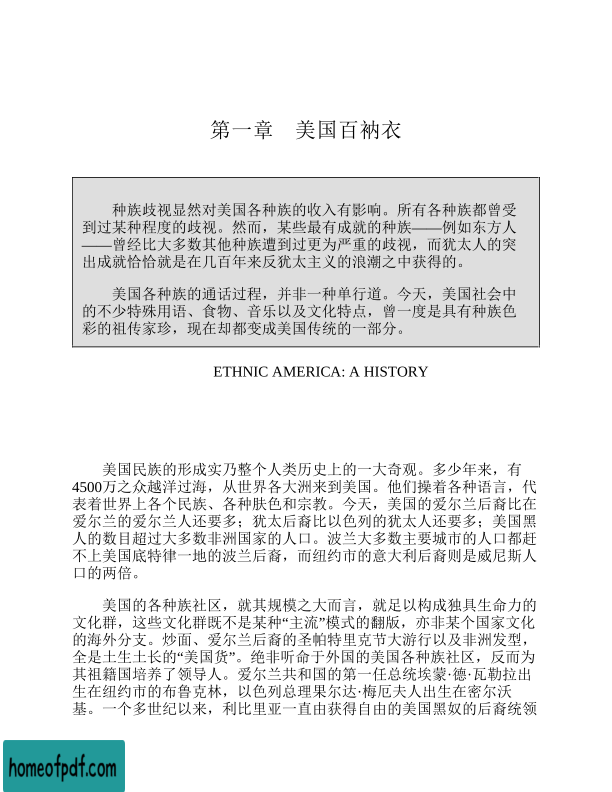 第一章　美国百衲衣
种族歧视显然对美国各种族的收入有影响。所有各种族都曾受
到过某种程度的歧视。然而，某些最有成就的种族——例如东方人
——曾经比大多数其他种族遭到过更为严重的歧视，而犹太人的突
出成就恰恰就是在几百年来反犹太主义的浪潮之中获得的。
美国各种族的通话过程，并非一种单行道。今天，美国社会中
的不少特殊用语、食物、音乐以及文化特点，曾一度是具有种族色
彩的祖传家珍，现在却都变成美国传统的一部分。
ETHNIC AMERICA: A HISTORY
美国民族的形成实乃整个人类历史上的一大奇观。多少年来，有
4500万之众越洋过海，从世界各大洲来到美国。他们操着各种语言，代
表着世界上各个民族、各种肤色和宗教。今天，美国的爱尔兰后裔比在
爱尔兰的爱尔兰人还要多；犹太后裔比以色列的犹太人还要多；美国黑
人的数目超过大多数非洲国家的人口。波兰大多数主要城市的人口都赶
不上美国底特律一地的波兰后裔，而纽约市的意大利后裔则是威尼斯人
口的两倍。
美国的各种族社区，就其规模之大而言，就足以构成独具生命力的
文化群，这些文化群既不是某种“主流”模式的翻版，亦非某个国家文化
的海外分支。炒面、爱尔兰后裔的圣帕特里克节大游行以及非洲发型，
全是土生土长的“美国货”。绝非听命于外国的美国各种族社区，反而为
其祖籍国培养了领导人。爱尔兰共和国的第一任总统埃蒙·德·瓦勒拉出
生在纽约市的布鲁克林，以色列总理果尔达·梅厄夫人出生在密尔沃
基。一个多世纪以来，利比里亚一直由获得自由的美国黑奴的后裔统领
homeofpdf.com